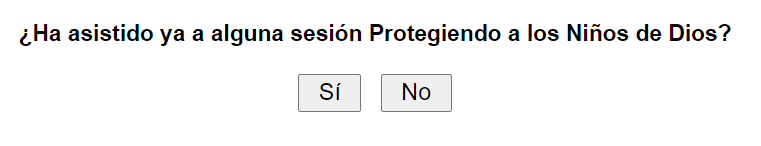 ¿Ha asistido ya a alguna sesión Protegiendo a los Niños de Dios?
Sí No